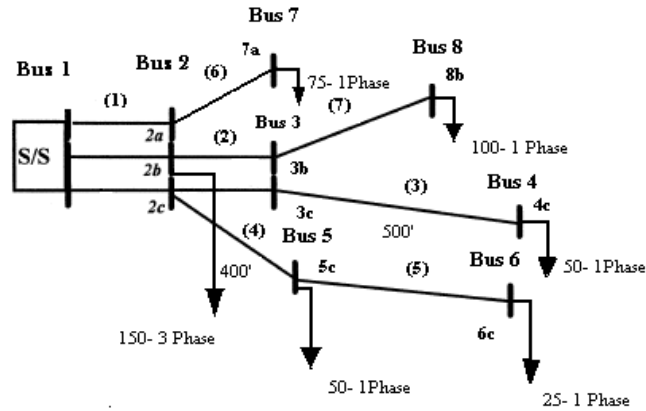 Bus 7
7a
Bus 8
8b
Bus 1
Bus 2
(6)
75- 1Phase
(1)
(7)
2a
(2)
Bus 3
100- 1 Phase
S/S
2b
3b
(3)
Bus 4
2c
3c
4c
(4)
Bus 5
500'
400'
5c
(5)
Bus 6
50- 1Phase
150- 3 Phase
6c
50- 1Phase
25- 1 Phase